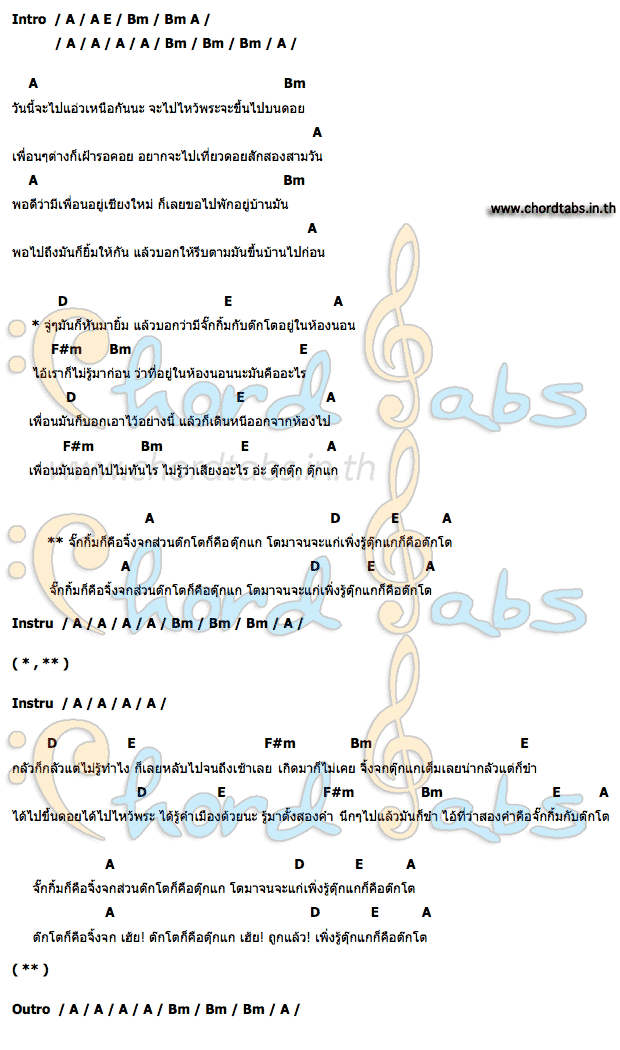 Intro / A / A E / Bm / Bm A /
/ A / A / A / A / Bm / Bm / Bm / A /
A Bm
วันนี้จะไปแอ่วเหนือกันนะ จะไปไหว้พระจะขึ้นไปบนดอย
A
เพื่อนๆต่างก็เฝ้ารอคอย อยากจะไปเที่ยวดอยสักสองสามวัน
A Bm
พอดีว่ามีเพื่อนอยู่เชียงใหม่ ก็เลยขอไปพักอยู่บ้านมัน
www.chordtabs.in.th
A
พอไปถึงมันก็ยิ้มให้กัน แล้วบอกให้รีบตามมันขึ้นบ้านไปก่อน
D E A
* จู่ๆมันก็หันมายิ้ม แล้วบอกว่ามีจั๊กกิ้มกับต๊กโตอยู่ในห้องนอน
F#m Bm E
ไอ้เราก็ไม่รู้มาก่อน ว่าที่อยู่ในห้องนอนนะมันคืออะไร
D E A
เพื่อนมันก็บอกเอาไว้อย่างนี้ แล้วก็เดินหนีออกจากห้องไป
F#m Bm E A
เพื่อนมันออกไปไม่ทันไร ไม่รู้ว่าเสียงอะไร อ่ะ ตุ๊กตุ๊ก ตุ๊กแก
www.chordtabs.in.th
A D E A
** จั๊กกิ้มก็คือจิ้งจกส่วนต๊กโตก็คือตุ๊กแก โตมาจนจะแก่เพิ่งรู้ตุ๊กแกก็คือต๊กโต
A D E A
จั๊กกิ้มก็คือจิ้งจกส่วนต๊กโตก็คือตุ๊กแก โตมาจนจะแก่เพิ่งรู้ตุ๊กแกก็คือต๊กโต
Instru / A / A / A / A / Bm / Bm / Bm / A /
( * , ** )
Instru / A / A / A / A /
D E F#m Bm E
กลัวก็กลัวแต่ไม่รู้ทำไง ก็เลยหลับไปจนถึงเช้าเลย เกิดมาก็ไม่เคย จิ้งจกตุ๊กแกเต็มเลยน่ากลัวแต่ก็ขำ
D E F#m Bm E A
ได้ไปขึ้นดอยได้ไปไหว้พระ ได้รู้คำเมืองด้วยนะ รู้มาตั้งสองคำ นึกๆไปแล้วมันก็ขำ ไอ้ที่ว่าสองคำคือจั๊กกิ้มกับต๊กโต
A D E A
จั๊กกิ้มก็คือจิ้งจกส่วนต๊กโตก็คือตุ๊กแก โตมาจนจะแก่เพิ่งรู้ตุ๊กแกก็คือต๊กโต
A D E A
ต๊กโตก็คือจิ้งจก เฮ้ย! ต๊กโตก็คือตุ๊กแก เฮ้ย! ถูกแล้ว! เพิ่งรู้ตุ๊กแกก็คือต๊กโต
( ** )
Outro / A / A / A / A / Bm / Bm / Bm / A /